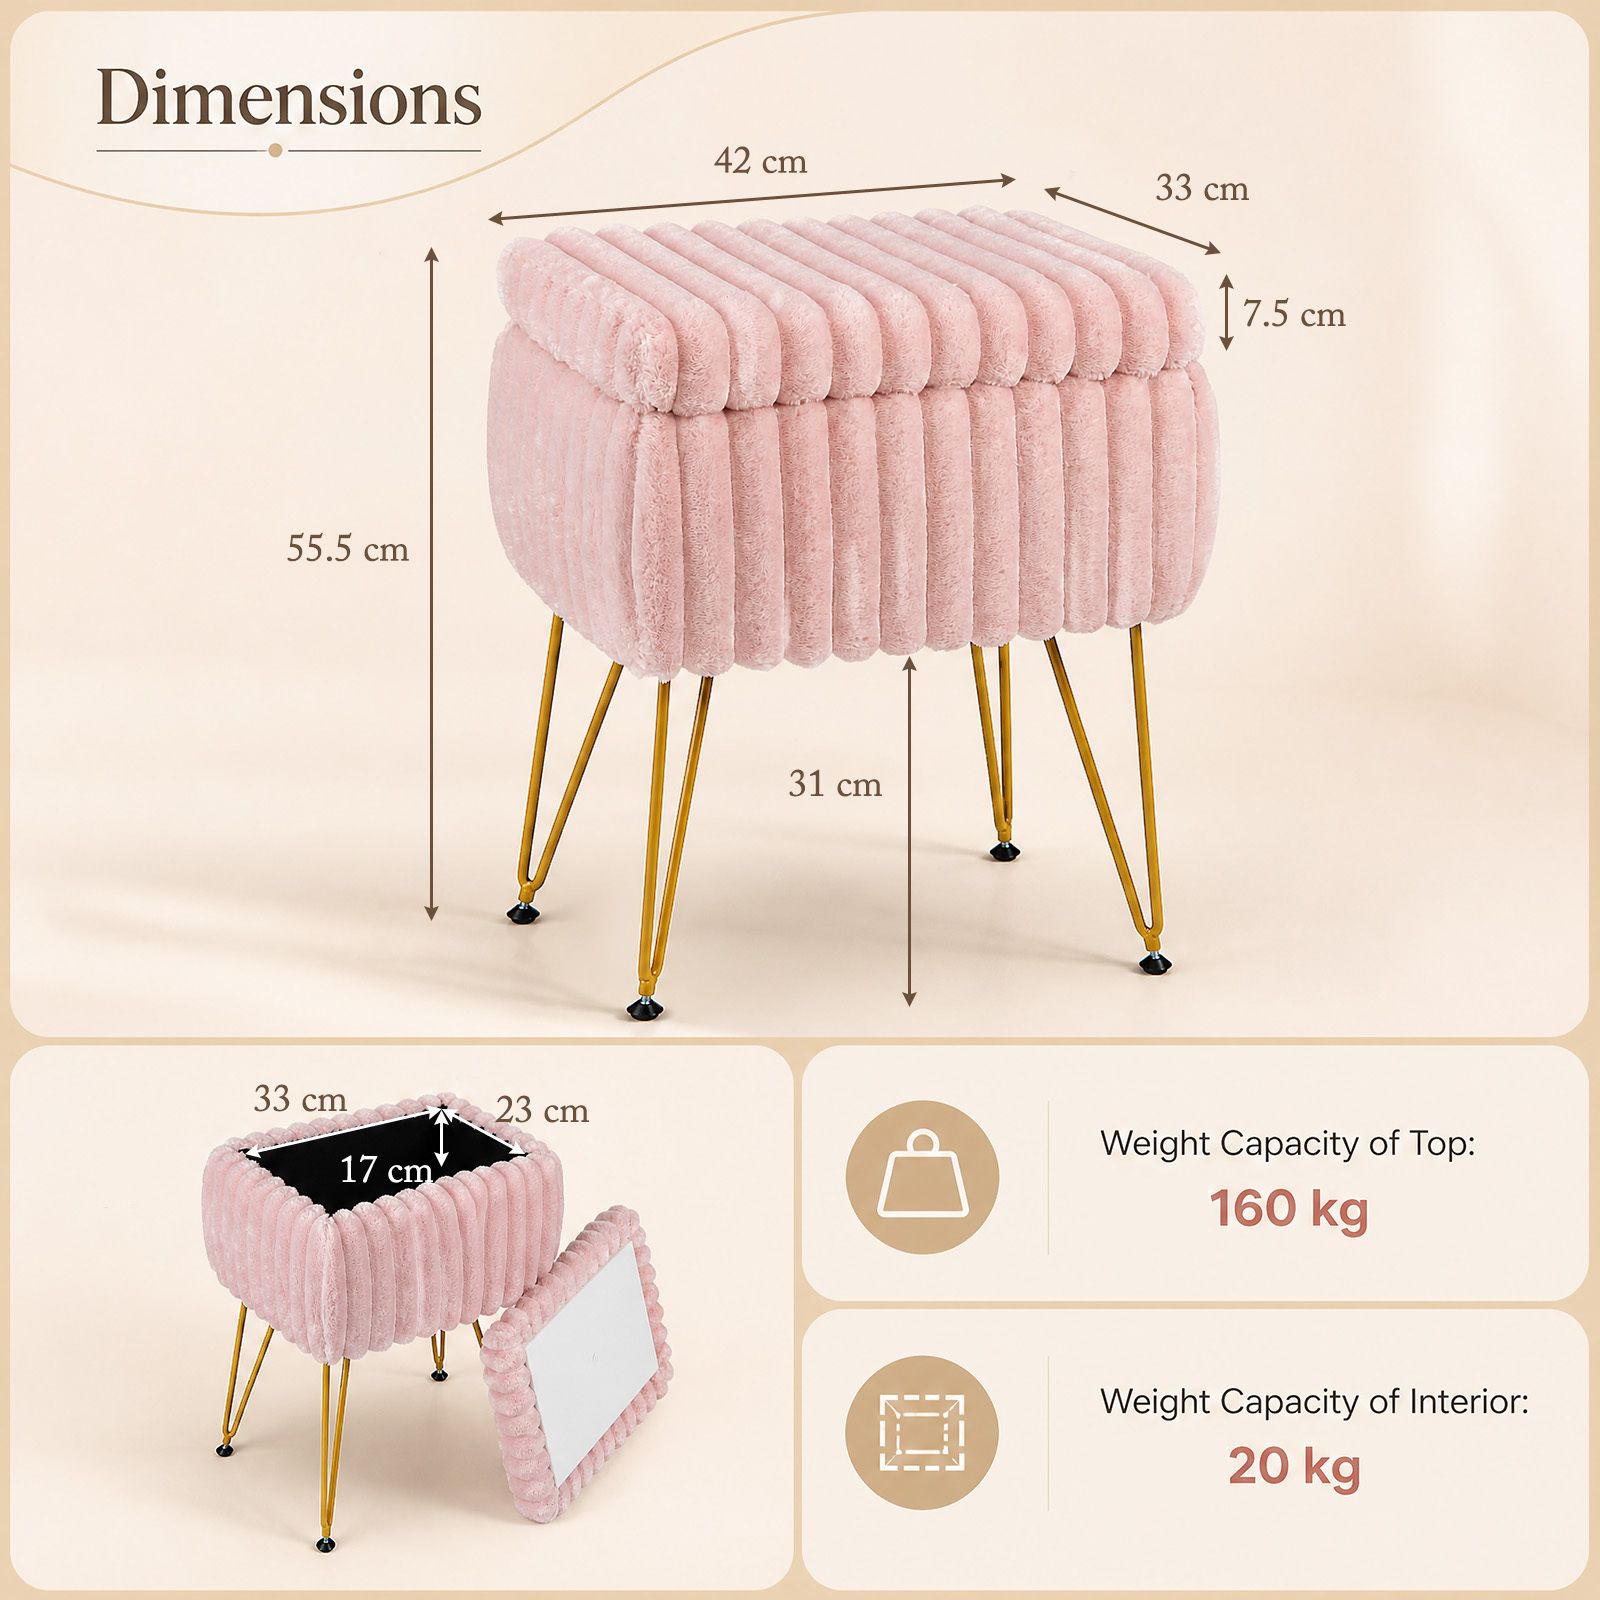 Dimensions
42 cm
33 cm
7.5 cm
55.5 cm
31 cm
33 cm
23 cm
17 cm
Weight Capacity of Top:
160 kg
Weight Capacity of Interior:
20 kg